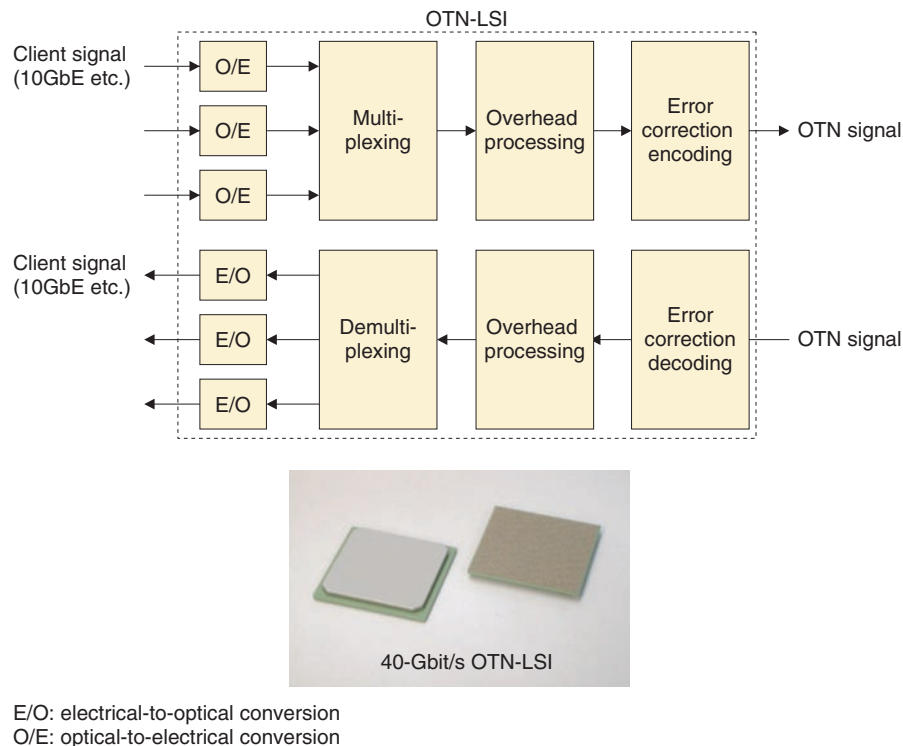 OTN-LSI
Client signal
(10GbE etc.)
O/E
O/E
O/E
Multi-
plexing
Overhead
processing
Error
correction
encoding
OTN signal
Client signal
(10GbE etc.)
E/O
E/O
E/O
Demulti-
plexing
Overhead
processing
Error
correction
decoding
OTN signal
40-Gbit/s OTN-LSI
E/O: electrical-to-optical conversion
O/E: optical-to-electrical conversion